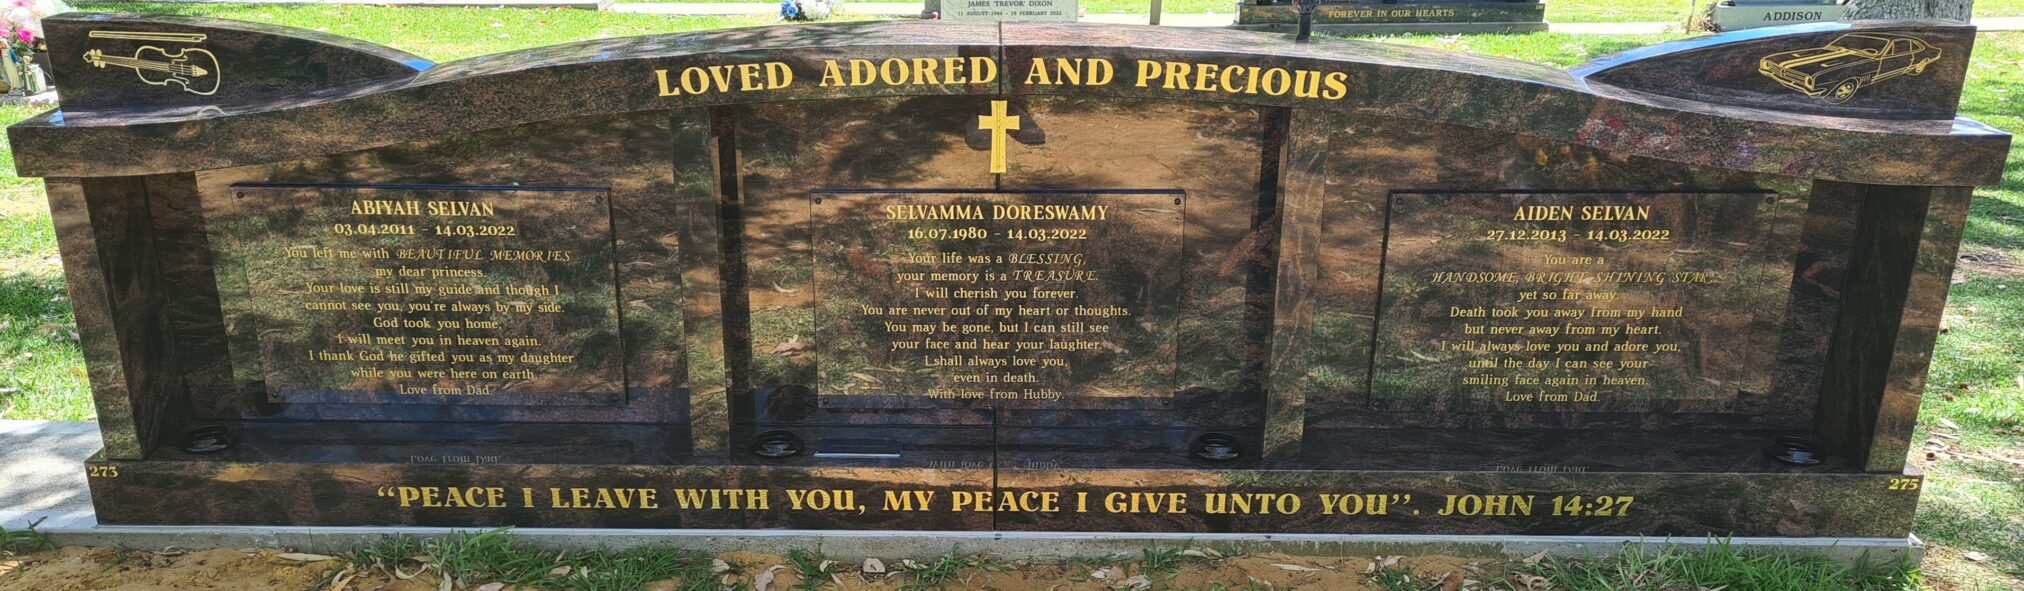 JAMES 'TREVOR' DIXON
11 AUGUST 1944 - 19 FEBRUARY 2022
FOREVER IN OUR HEARTS
ADDISON
LOVED ADORED AND PRECIOUS
ABIYAH SELVAN
03.04.2011 - 14.03.2022
You left me with BEAUTIFUL MEMORIES
my dear princess.
Your love is still my guide and though I
cannot see you, you're always by my side.
God took you home,
I will meet you in heaven again.
I thank God he gifted you as my daughter
while you were here on earth.
Love from Dad.
SELVAMMA DORESWAMY
16.07.1980 - 14.03.2022
Your life was a BLESSING,
your memory is a TREASURE.
I will cherish you forever.
You are never out of my heart or thoughts.
You may be gone, but I can still see
your face and hear your laughter.
I shall always love you,
even in death.
With love from Hubby.
AIDEN SELVAN
27.12.2013 - 14.03.2022
You are a
HANDSOME, BRIGHT SHINING STAR,
yet so far away.
Death took you away from my hand
but never away from my heart.
I will always love you and adore you,
until the day I can see your
smiling face again in heaven.
Love from Dad.
273
275
“PEACE I LEAVE WITH YOU, MY PEACE I GIVE UNTO YOU”. JOHN 14:27